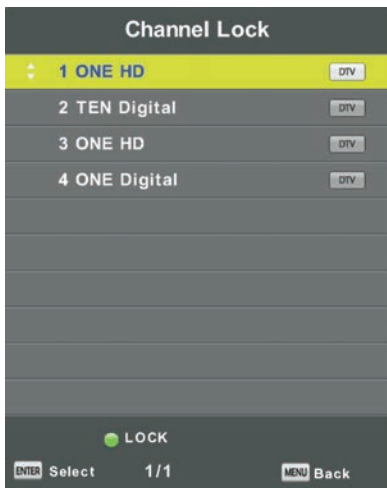 Channel Lock
1 ONE HD DTV
2 TEN Digital DTV
3 ONE HD DTV
4 ONE Digital DTV
LOCK
ENTER Select 1/1 MENU Back